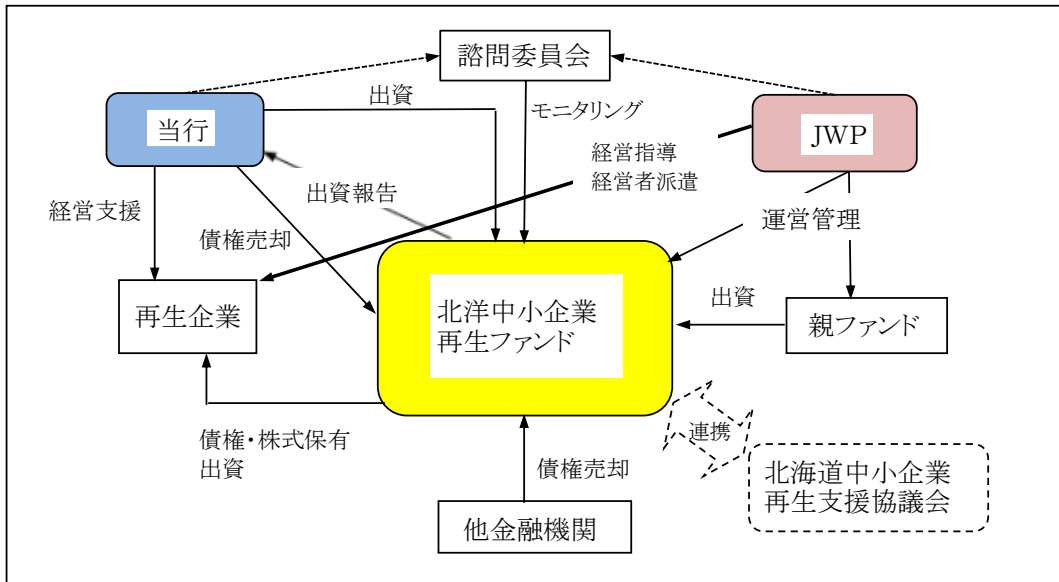 諮問委員会
出資
当行
モニタリング
JWP
経営指導
経営者派遣
出資報告
経営支援
運営管理
債権売却
再生企業
北洋中小企業
再生ファンド
出資
親ファンド
債権・株式保有
出資
連携
債権売却
北海道中小企業
再生支援協議会
他金融機関